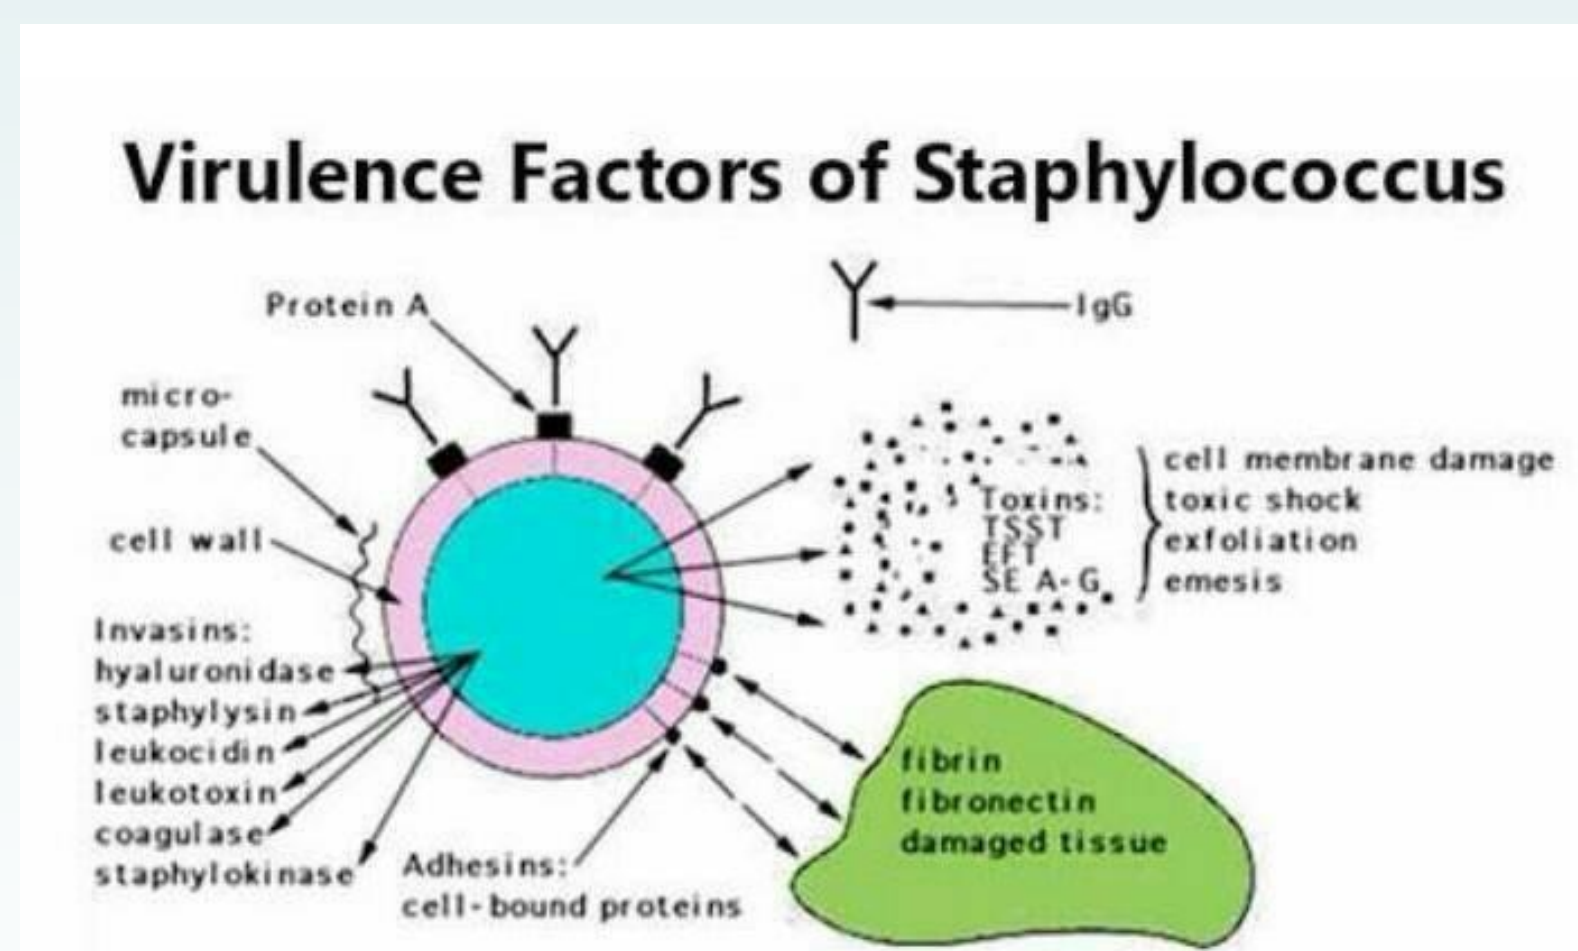 Virulence Factors of Staphylococcus
Protein A
IgG
micro-
capsule
cell wall
Toxins:
TSST
EFT
SE A-G
cell membrane damage
toxic shock
exfoliation
emesis
Invasins:
hyaluronidase
staphylysin
leukocidin
leukotoxin
coagulase
staphylokinase
Adhesins:
cell-bound proteins
fibrin
fibronectin
damaged tissue